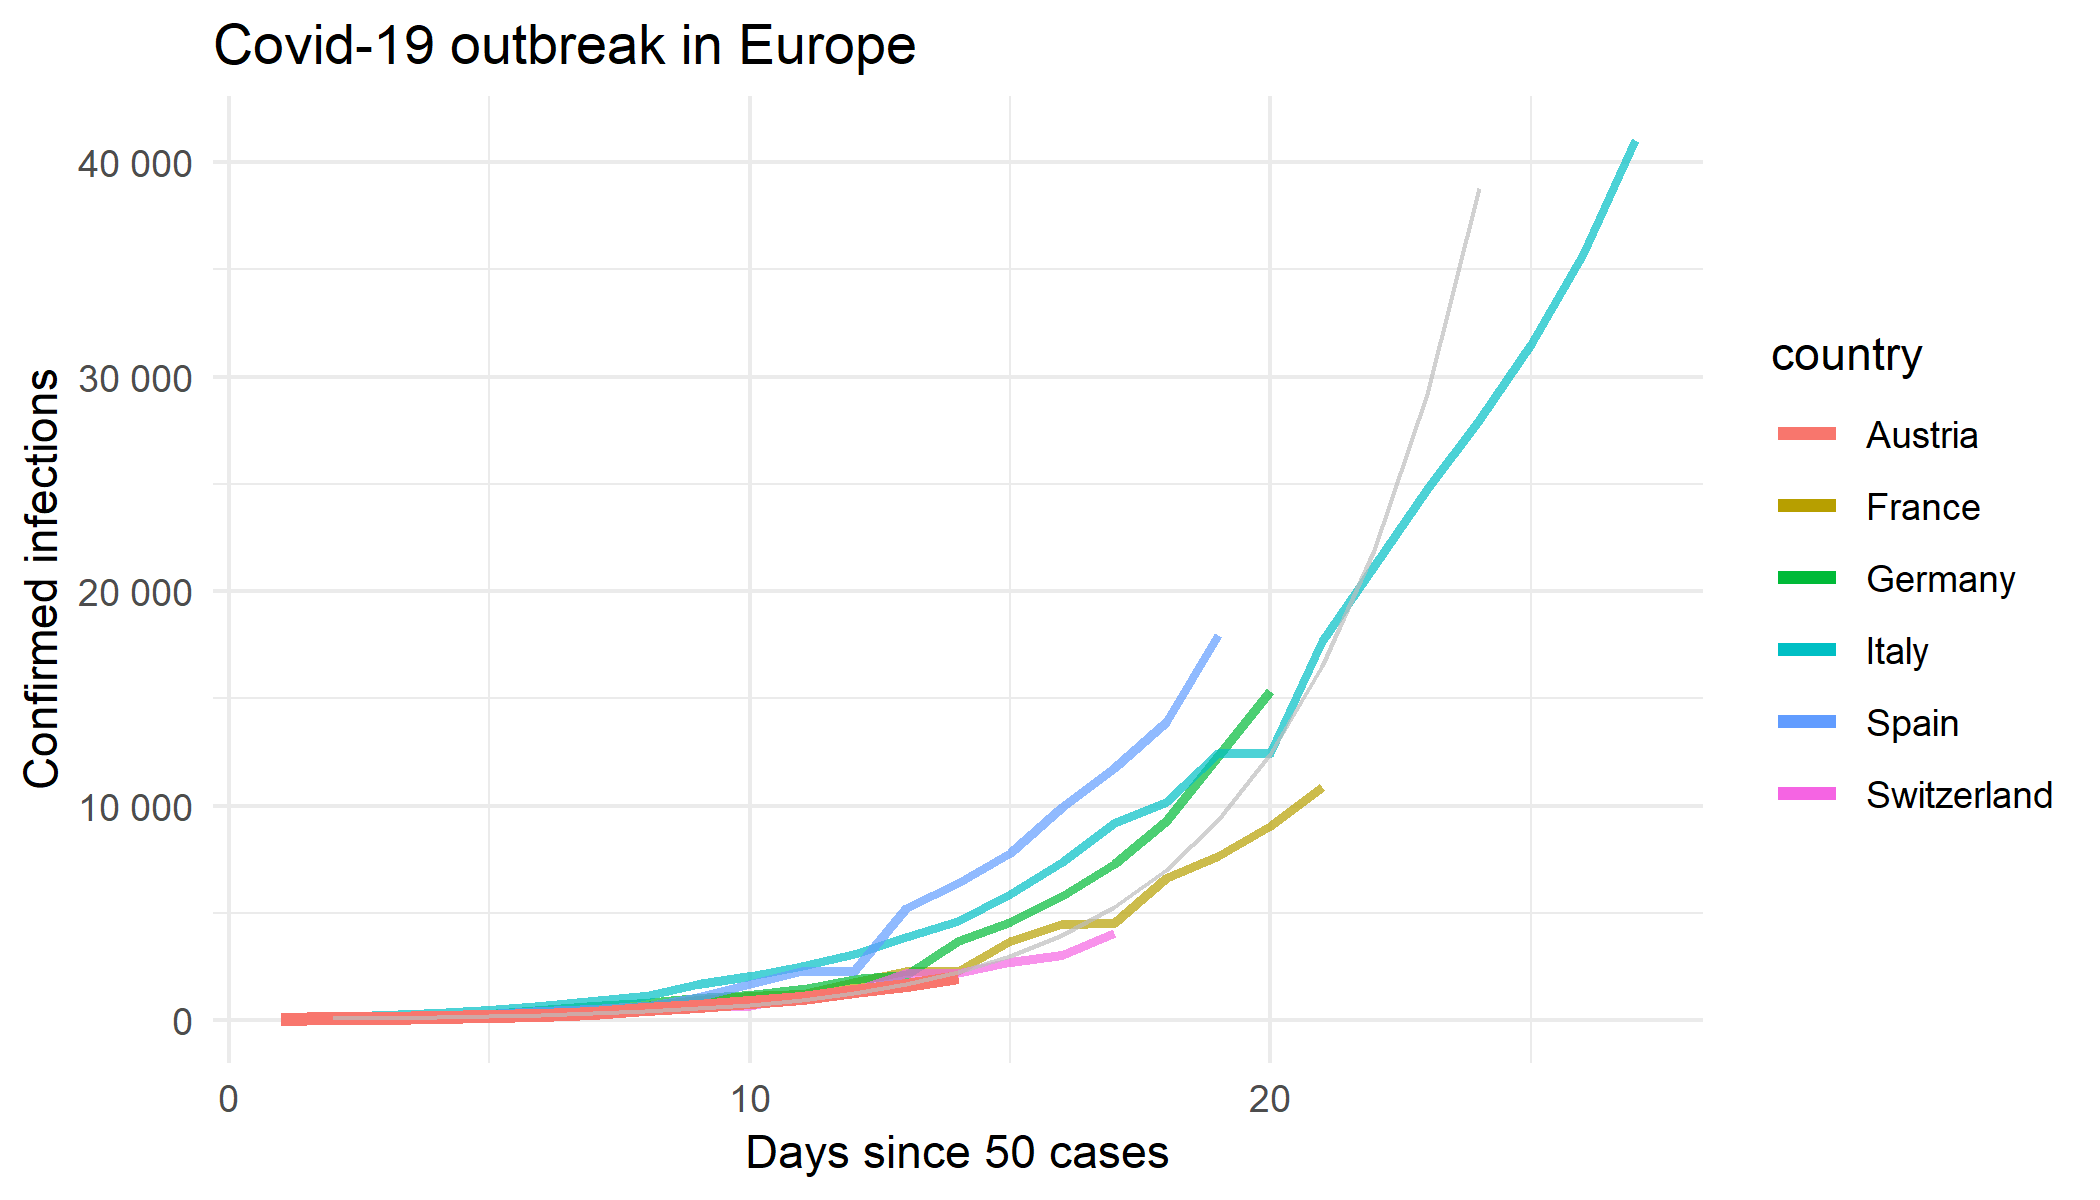 Covid-19 outbreak in Europe
Confirmed infections
40 000
30 000
20 000
10 000
0
0
10
20
Days since 50 cases
country
Austria
France
Germany
Italy
Spain
Switzerland